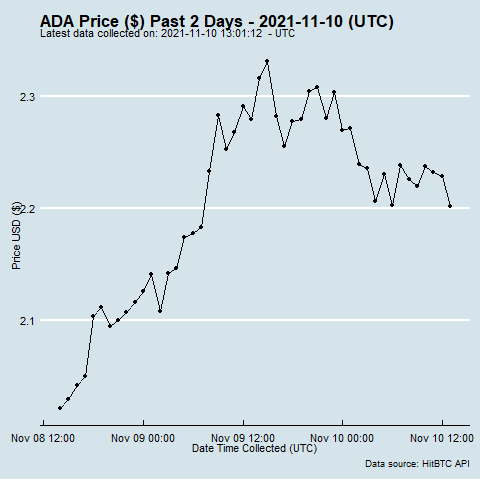 ADA Price ($) Past 2 Days - 2021-11-10 (UTC)
Latest data collected on: 2021-11-10 13:01:12 - UTC
2.3
2.2
2.1
Price USD ($)
Nov 08 12:00 Nov 09 00:00 Nov 09 12:00 Nov 10 00:00 Nov 10 12:00
Date Time Collected (UTC)
Data source: HitBTC API